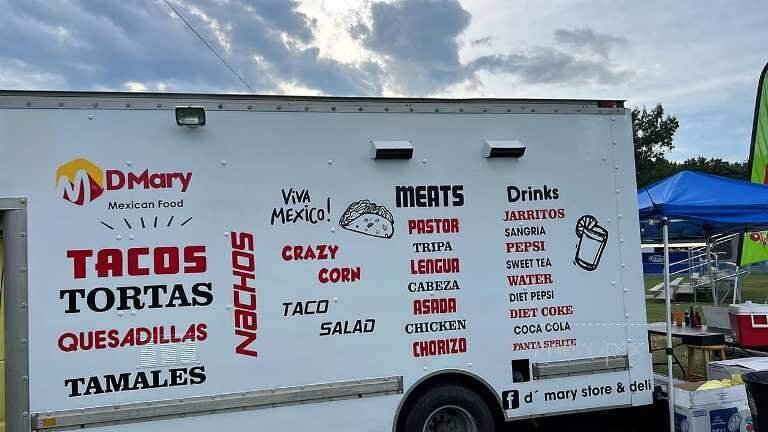 D Mary
Mexican Food
TACOS
TORTAS
QUESADILLAS
TAMALES
NACHOS
VIVA
MEXICO!
CRAZY
CORN
TACO
SALAD
MEATS
PASTOR
TRIPA
LENGUA
CABEZA
ASADA
CHICKEN
CHORIZO
Drinks
JARRITOS
SANGRIA
PEPSI
SWEET TEA
WATER
DIET PEPSI
DIET COKE
COCA COLA
FANTA SPRITE
f d´ mary store & deli